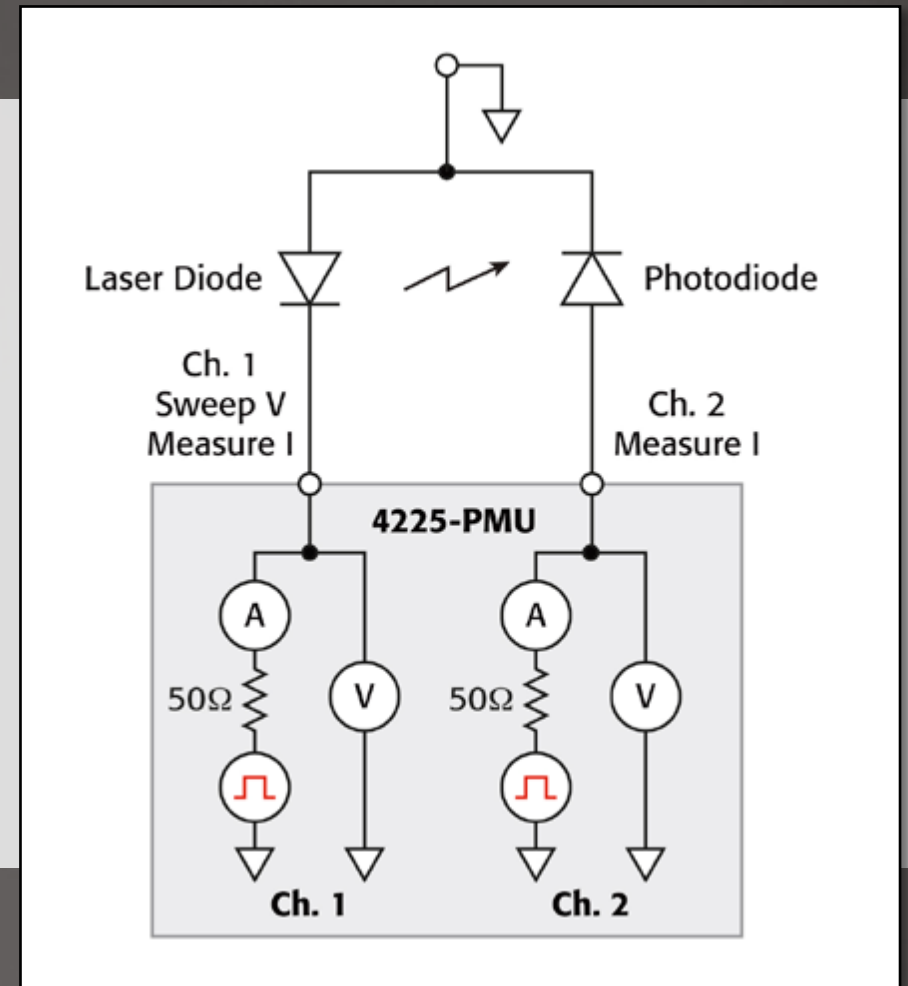 Laser Diode
Photodiode
Ch. 1
Sweep V
Measure I
Ch. 2
Measure I
4225-PMU
A
A
50Ω
V
50Ω
V
Ch. 1
Ch. 2